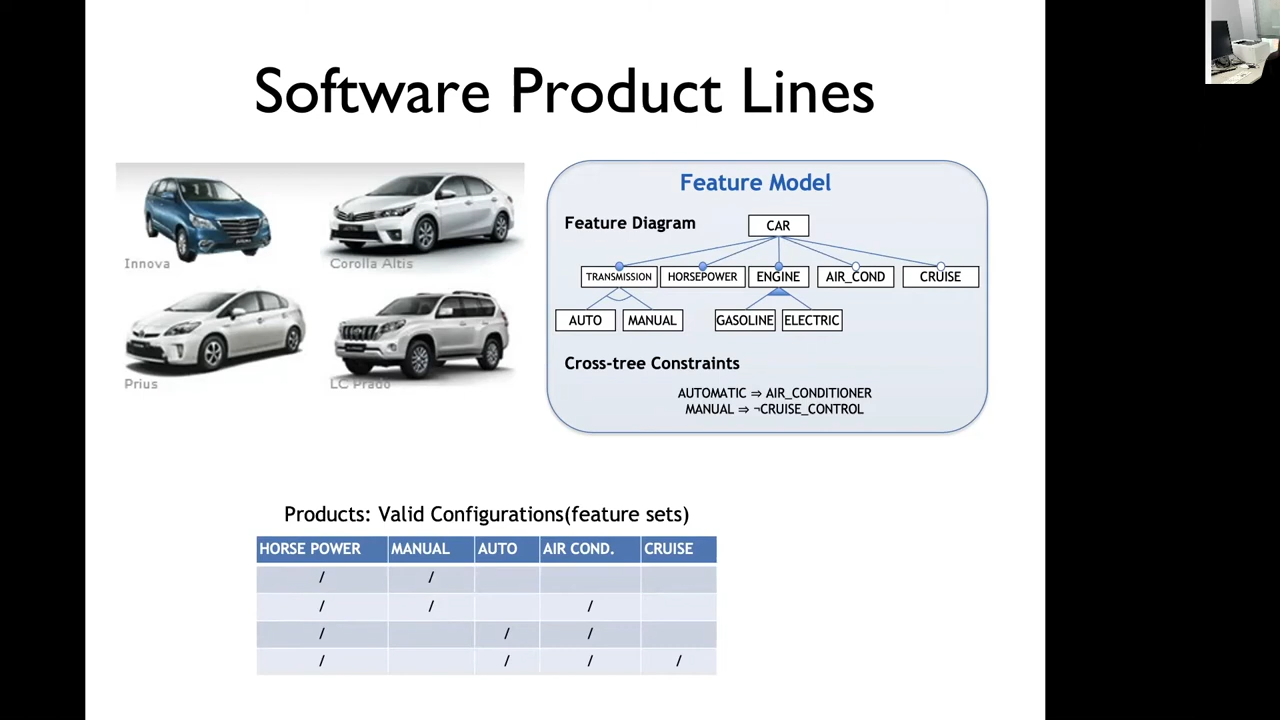 Software Product Lines
Innova
Corolla Altis
Prius
LC Prado
Feature Model
Feature Diagram
CAR
TRANSMISSION HORSEPOWER ENGINE AIR_COND CRUISE
AUTO MANUAL GASOLINE ELECTRIC
Cross-tree Constraints
AUTOMATIC ⇒ AIR_CONDITIONER
MANUAL ⇒ ¬CRUISE_CONTROL
Products: Valid Configurations(feature sets)
HORSE POWER MANUAL AUTO AIR COND. CRUISE
/ /
/ / /
/ / /
/ / / /